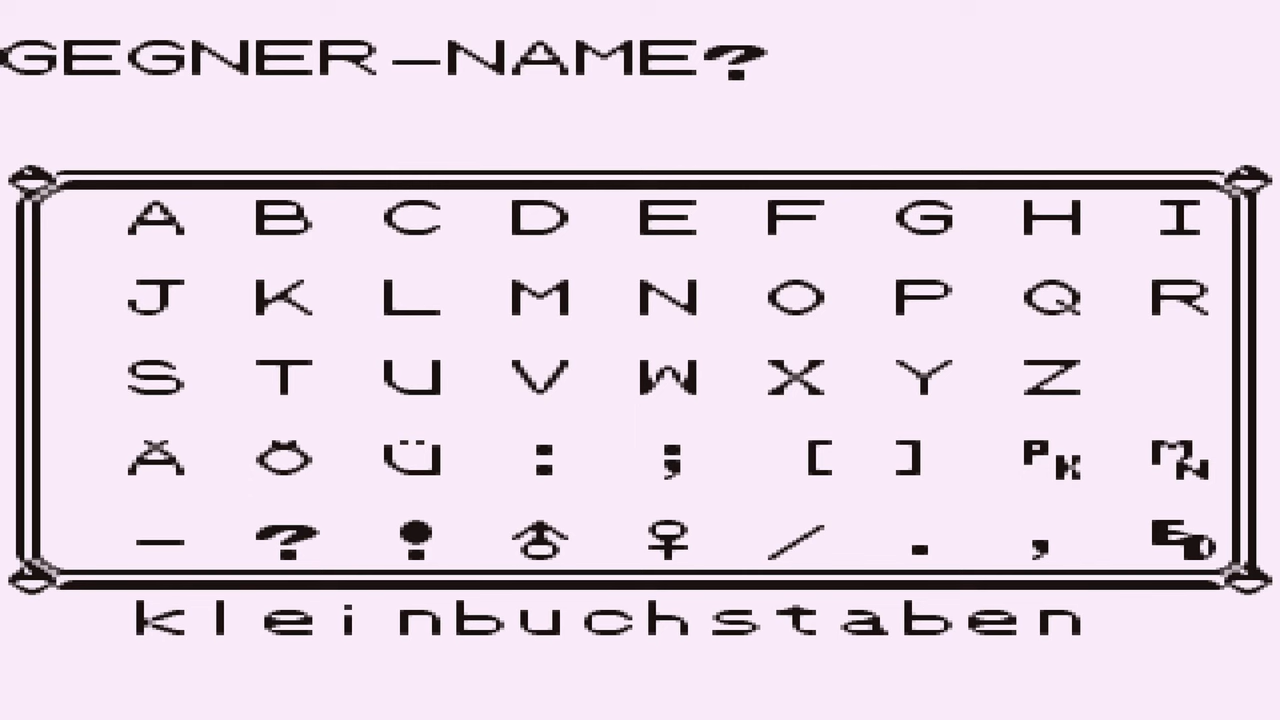 GEGNER-NAME?
A B C D E F G H I
J K L M N O P Q R
S T U V W X Y Z
Ä Ö Ü : ; [ ] PK MN
- ? ! ♂ ♀ / . , ED
kleinbuchstaben